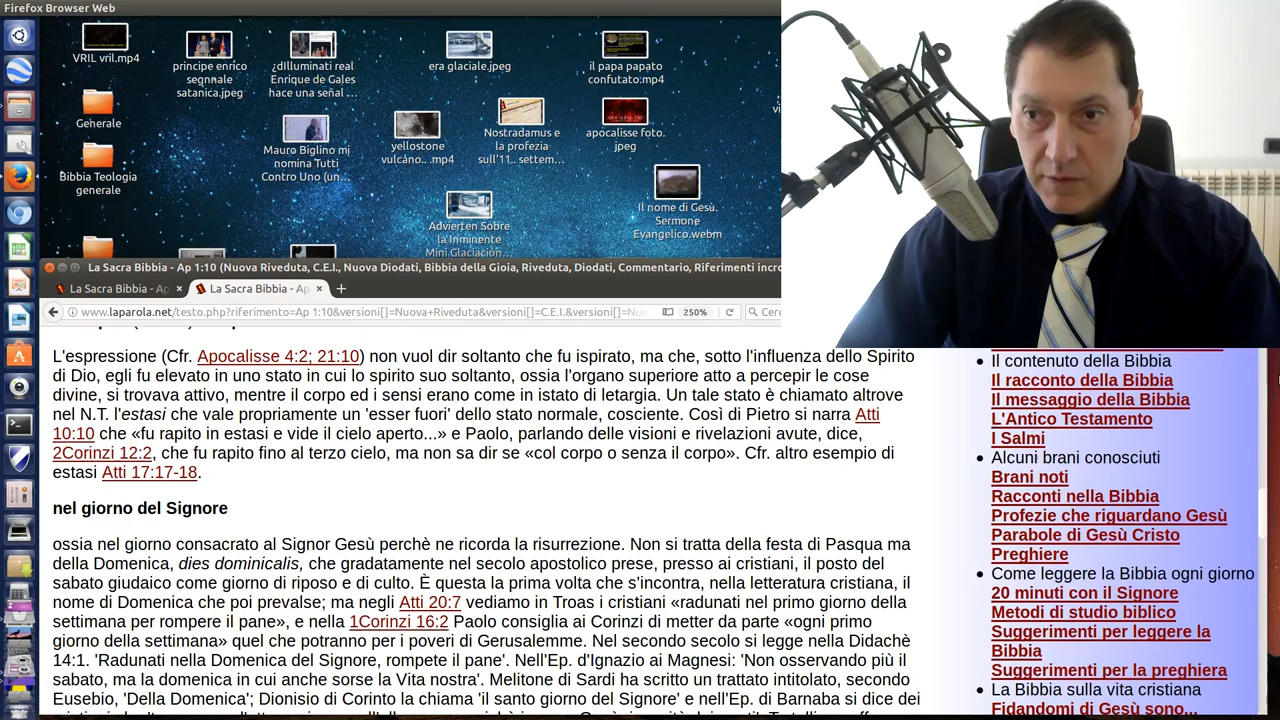 Firefox Browser Web
VRIL vril.mp4
principe enrico
segnnale
satanica.jpeg
¿dIlluminati real
Enrique de Gales
hace una señal ...
era glaciale.jpeg
il papa papato
confutato.mp4
Generale
Mauro Biglino mi
nomina Tutti
Contro Uno (un...
yellostone
vulcáno.. .mp4
Nostradamus e
la profezia
sull'11.. settem...
apocalisse foto.
jpeg
Bibbia Teologia
generale
Advierten Sobre
la Inminente
Mini Glaciación...
Il nome di Gesù.
Sermone
Evangelico.webm
La Sacra Bibbia - Ap 1:10 (Nuova Riveduta, C.E.I., Nuova Diodati, Bibbia della Gioia, Riveduta, Diodati, Commentario, Riferimenti incro
La Sacra Bibbia - Ap × La Sacra Bibbia - Ap × +
www.laparola.net/testo.php?riferimento=Ap 1:10&versioni[]=Nuova+Riveduta&versioni[]=C.E.I.&versioni[]=Nuo 250% Cerc
L'espressione (Cfr. Apocalisse 4:2; 21:10) non vuol dir soltanto che fu ispirato, ma che, sotto l'influenza dello Spirito
di Dio, egli fu elevato in uno stato in cui lo spirito suo soltanto, ossia l'organo superiore atto a percepir le cose
divine, si trovava attivo, mentre il corpo ed i sensi erano come in istato di letargia. Un tale stato è chiamato altrove
nel N.T. l'estasi che vale propriamente un 'esser fuori' dello stato normale, cosciente. Così di Pietro si narra Atti
10:10 che «fu rapito in estasi e vide il cielo aperto...» e Paolo, parlando delle visioni e rivelazioni avute, dice,
2Corinzi 12:2, che fu rapito fino al terzo cielo, ma non sa dir se «col corpo o senza il corpo». Cfr. altro esempio di
estasi Atti 17:17-18.
nel giorno del Signore
ossia nel giorno consacrato al Signor Gesù perchè ne ricorda la risurrezione. Non si tratta della festa di Pasqua ma
della Domenica, dies dominicalis, che gradatamente nel secolo apostolico prese, presso ai cristiani, il posto del
sabato giudaico come giorno di riposo e di culto. È questa la prima volta che s'incontra, nella letteratura cristiana, il
nome di Domenica che poi prevalse; ma negli Atti 20:7 vediamo in Troas i cristiani «radunati nel primo giorno della
settimana per rompere il pane», e nella 1Corinzi 16:2 Paolo consiglia ai Corinzi di metter da parte «ogni primo
giorno della settimana» quel che potranno per i poveri di Gerusalemme. Nel secondo secolo si legge nella Didachè
14:1. 'Radunati nella Domenica del Signore, rompete il pane'. Nell'Ep. d'Ignazio ai Magnesi: 'Non osservando più il
sabato, ma la domenica in cui anche sorse la Vita nostra'. Melitone di Sardi ha scritto un trattato intitolato, secondo
Eusebio, 'Della Domenica'; Dionisio di Corinto la chiama 'il santo giorno del Signore' e nell'Ep. di Barnaba si dice dei
Il contenuto della Bibbia
Il racconto della Bibbia
Il messaggio della Bibbia
L'Antico Testamento
I Salmi
Alcuni brani conosciuti
Brani noti
Racconti nella Bibbia
Profezie che riguardano Gesù
Parabole di Gesù Cristo
Preghiere
Come leggere la Bibbia ogni giorno
20 minuti con il Signore
Metodi di studio biblico
Suggerimenti per leggere la
Bibbia
Suggerimenti per la preghiera
La Bibbia sulla vita cristiana
Fidandomi di Gesù sono...